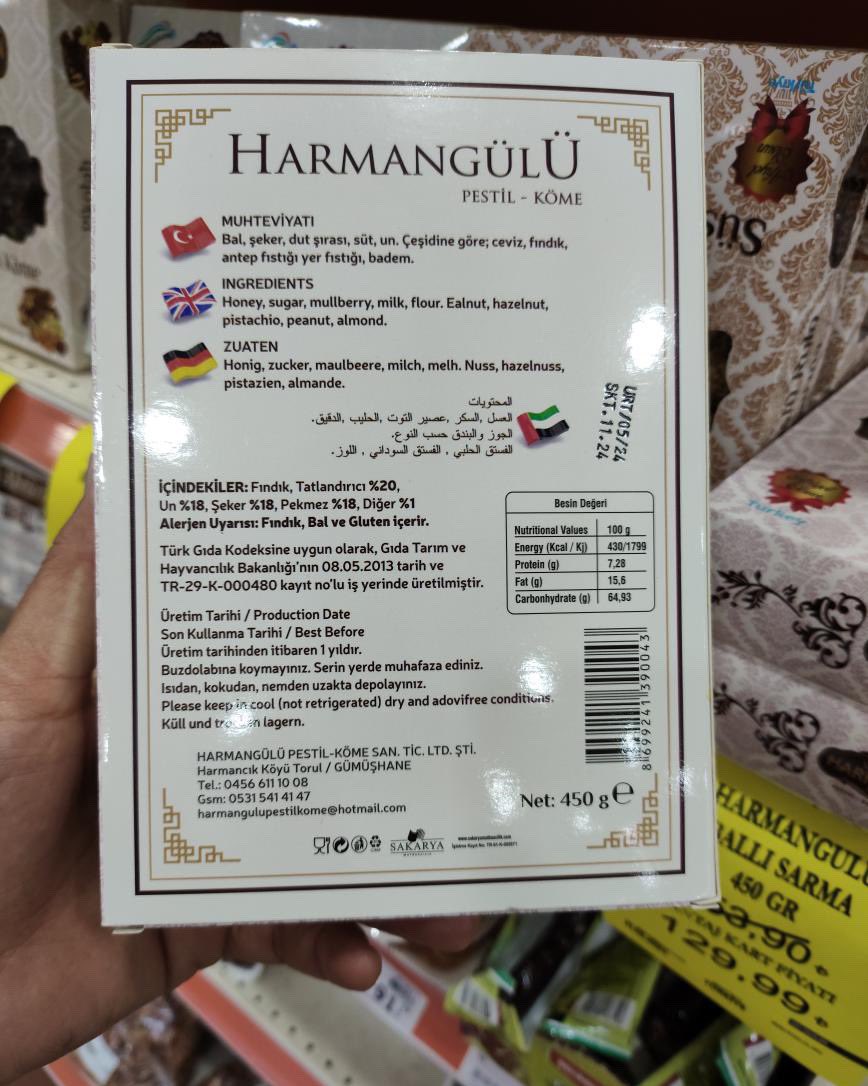 HARMANGÜLÜ
PESTİL - KÖME
MUHTEVİYATI
Bal, şeker, dut şırası, süt, un. Çeşidine göre; ceviz, fındık,
antep fıstığı yer fıstığı, badem.
INGREDIENTS
Honey, sugar, mullberry, milk, flour. Ealnut, hazelnut,
pistachio, peanut, almond.
ZUATEN
Honig, zucker, maulbeere, milch, melh. Nuss, hazelnuss,
pistazien, almande.
المحتويات
العسل ,السكر ,عصير التوت ,الحليب ,الدقيق.
الجوز والبندق حسب النوع.
الفستق الحلبي , الفستق السوداني , اللوز.
URT/05/24
SKT.11.24
İÇİNDEKİLER: Fındık, Tatlandırıcı %20,
Un %18, Şeker %18, Pekmez %18, Diğer %1
Alerjen Uyarısı: Fındık, Bal ve Gluten içerir.
Türk Gıda Kodeksine uygun olarak, Gıda Tarım ve
Hayvancılık Bakanlığı'nın 08.05.2013 tarih ve
TR-29-K-000480 kayıt no'lu iş yerinde üretilmiştir.
Besin Değeri
Nutritional Values 100 g
Energy (Kcal / Kj) 430/1799
Protein (g) 7,28
Fat (g) 15,6
Carbonhydrate (g) 64,93
Üretim Tarihi / Production Date
Son Kullanma Tarihi / Best Before
Üretim tarihinden itibaren 1 yıldır.
Buzdolabına koymayınız. Serin yerde muhafaza ediniz.
Isıdan, kokudan, nemden uzakta depolayınız.
Please keep in cool (not refrigerated) dry and adovifree conditions.
Küll und trocken lagern.
8699241390043
HARMANGÜLÜ PESTİL-KÖME SAN. TİC. LTD. ŞTİ.
Harmancık Köyü Torul / GÜMÜŞHANE
Tel.: 0456 611 10 08
Gsm: 0531 541 41 47
harmangulupestilkome@hotmail.com
Net: 450 g e
SAKARYA
HARMANGÜLÜ
BALLI SARMA
450 GR
KART FİYATI
129.99₺
Türkiye
Turkey